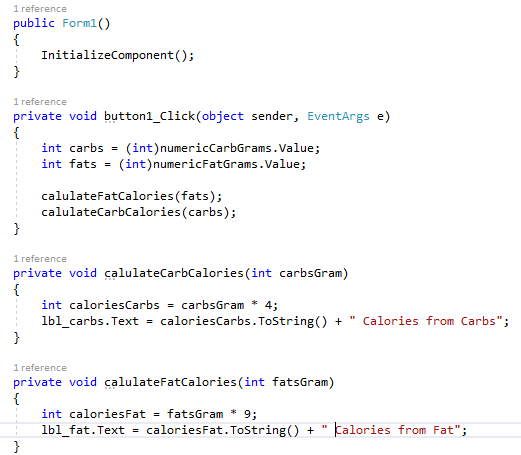 1 reference
public Form1()
{
InitializeComponent();
}
1 reference
private void button1_Click(object sender, EventArgs e)
{
int carbs = (int)numericCarbGrams.Value;
int fats = (int)numericFatGrams.Value;
calulateFatCalories(fats);
calulateCarbCalories(carbs);
}
1 reference
private void calulateCarbCalories(int carbsGram)
{
int caloriesCarbs = carbsGram * 4;
lbl_carbs.Text = caloriesCarbs.ToString() + " Calories from Carbs";
}
1 reference
private void calulateFatCalories(int fatsGram)
{
int caloriesFat = fatsGram * 9;
lbl_fat.Text = caloriesFat.ToString() + " Calories from Fat";
}